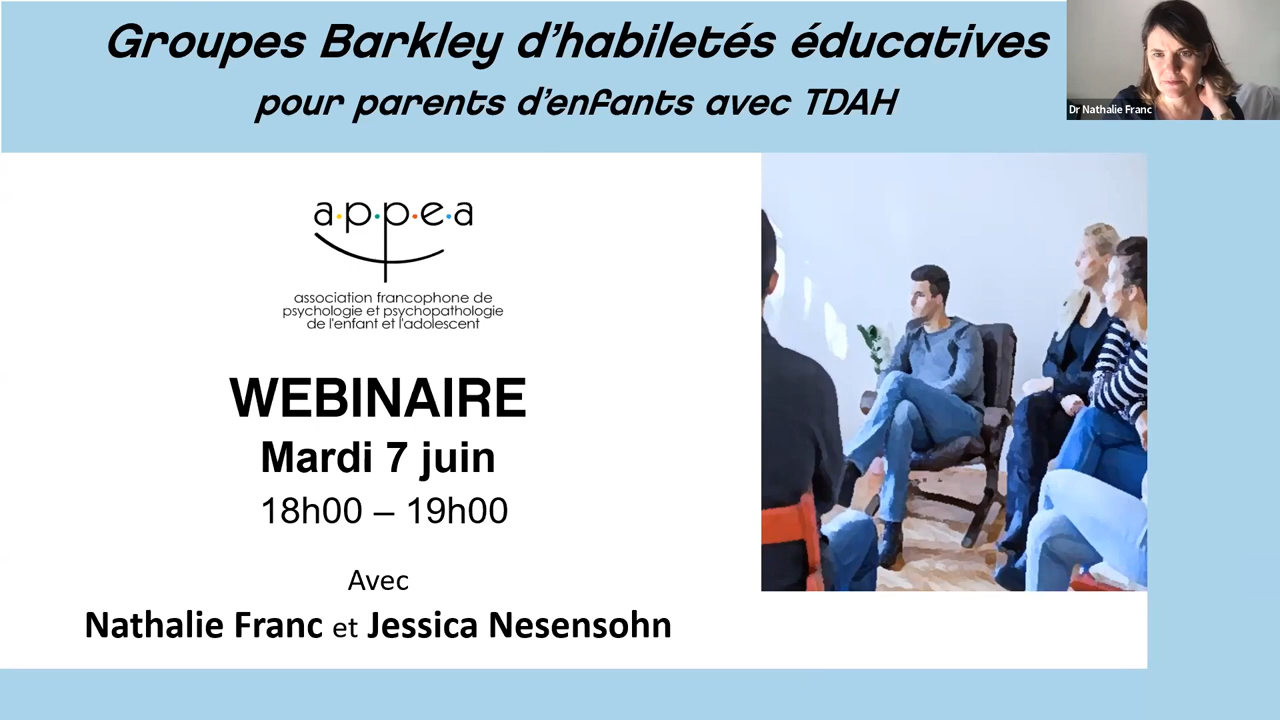 Groupes Barkley d'habiletés éducatives
pour parents d'enfants avec TDAH
Dr Nathalie Franc
a.p.p.e.a
association francophone de
psychologie et psychopathologie
de l'enfant et l'adolescent
WEBINAIRE
Mardi 7 juin
18h00 – 19h00
Avec
Nathalie Franc et Jessica Nesensohn